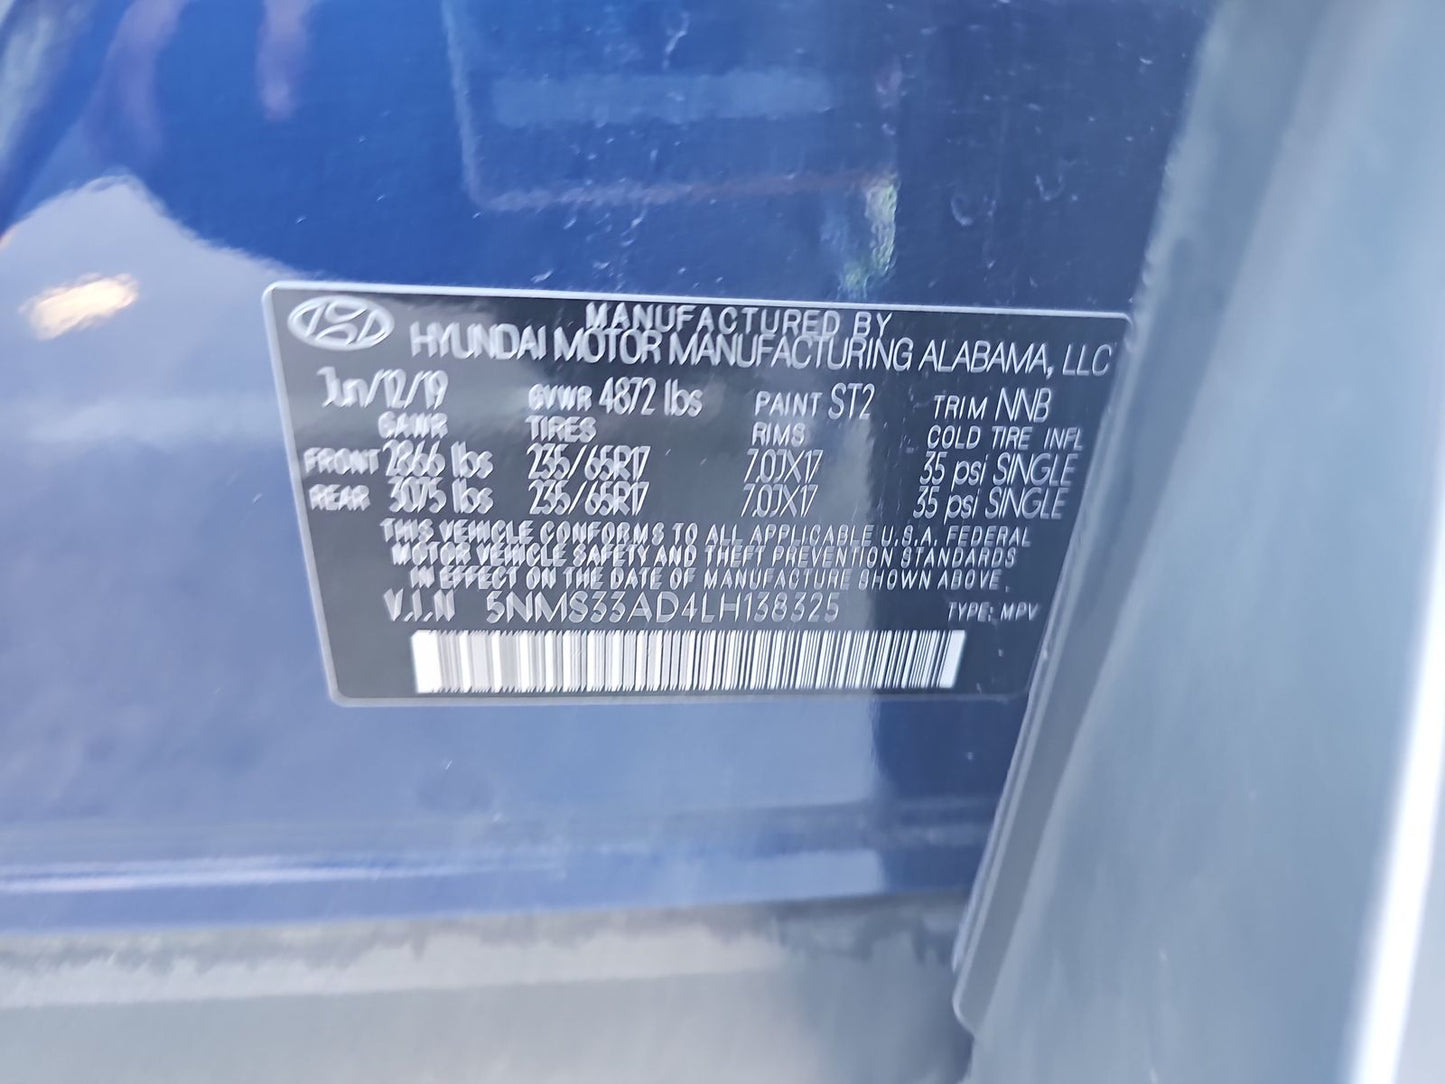 MANUFACTURED BY
HYUNDAI MOTOR MANUFACTURING ALABAMA, LLC
Jun/12/19 GVWR 4872 lbs PAINT ST2 TRIM NNB
GAWR TIRES RIMS COLD TIRE INFL
FRONT 2866 lbs 235/65R17 7.0JX17 35 psi SINGLE
REAR 3075 lbs 235/65R17 7.0JX17 35 psi SINGLE
THIS VEHICLE CONFORMS TO ALL APPLICABLE U.S.A. FEDERAL
MOTOR VEHICLE SAFETY AND THEFT PREVENTION STANDARDS
IN EFFECT ON THE DATE OF MANUFACTURE SHOWN ABOVE.
V.I.N 5NMS33AD4LH138325 TYPE: MPV